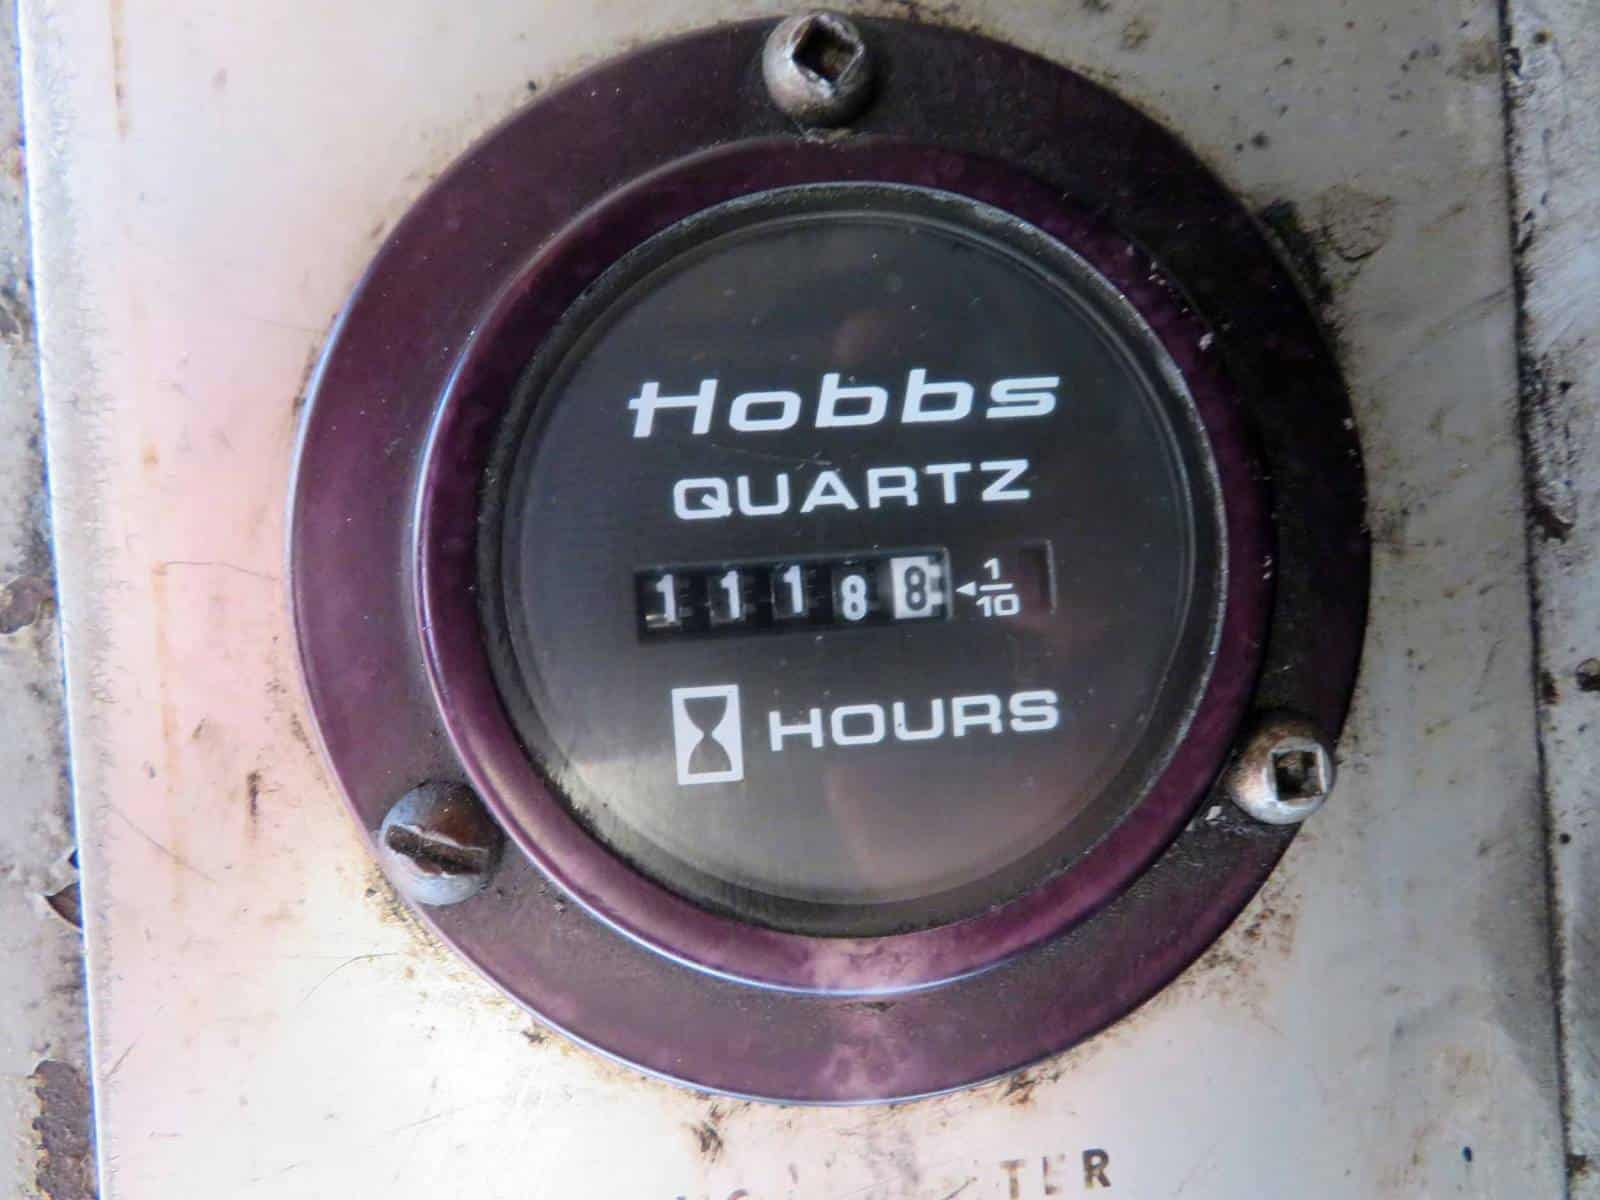 Hobbs
QUARTZ
11188 ◄1/10
HOURS